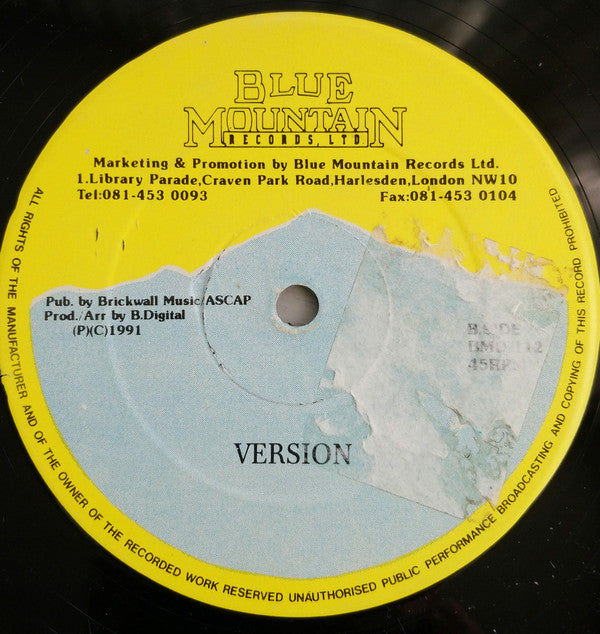 BLUE
MOUNTAIN
RECORDS, LTD.
Marketing & Promotion by Blue Mountain Records Ltd.
1.Library Parade,Craven Park Road,Harlesden,London NW10
Tel:081-453 0093 Fax:081-453 0104
Pub. by Brickwall Music/ASCAP
Prod./Arr by B.Digital
(P)(C)1991
B.SIDE
45RPM
VERSION
ALL RIGHTS OF THE MANUFACTURER AND OF THE OWNER OF THE RECORDED WORK RESERVED UNAUTHORISED PUBLIC PERFORMANCE BROADCASTING AND COPYING OF THIS RECORD PROHIBITED